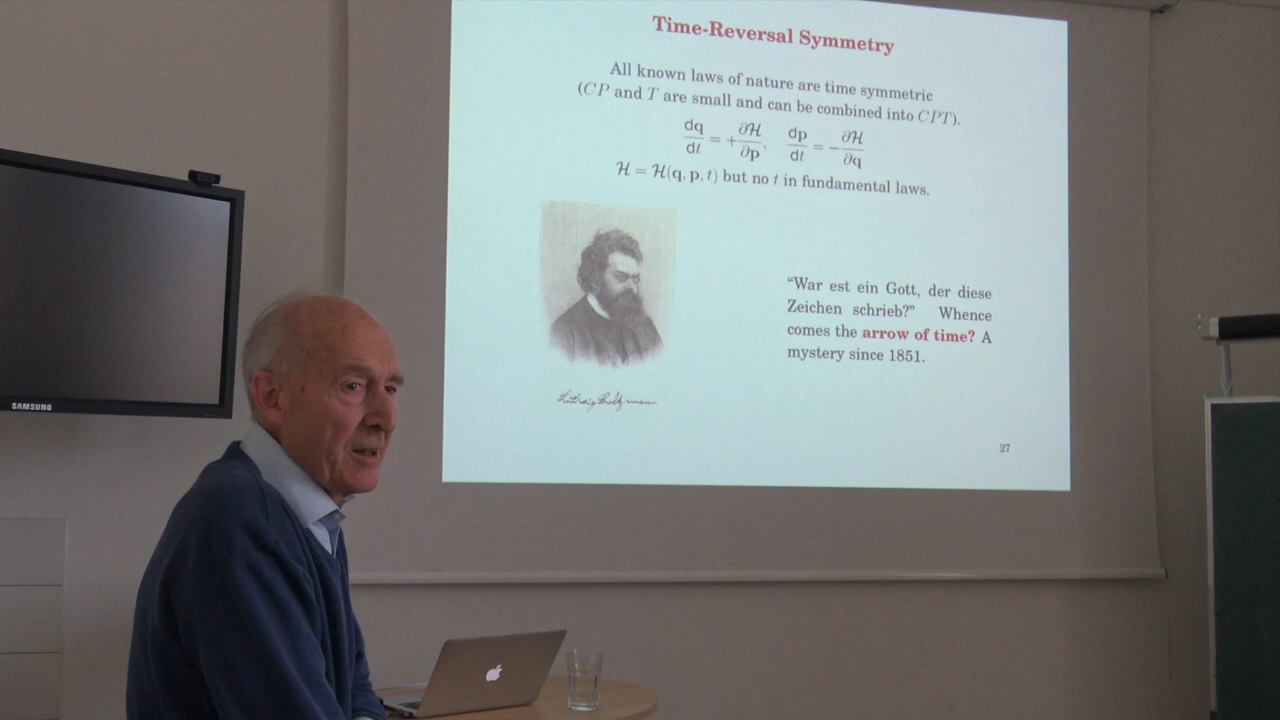 Time-Reversal Symmetry
All known laws of nature are time symmetric
(CP and T are small and can be combined into CPT).
dq/dt = +∂ℋ/∂p, dp/dt = −∂ℋ/∂q
ℋ = ℋ(q, p, t) but no t in fundamental laws.
“War est ein Gott, der diese
Zeichen schrieb?” Whence
comes the arrow of time? A
mystery since 1851.
Ludwig Boltzmann
27
SAMSUNG